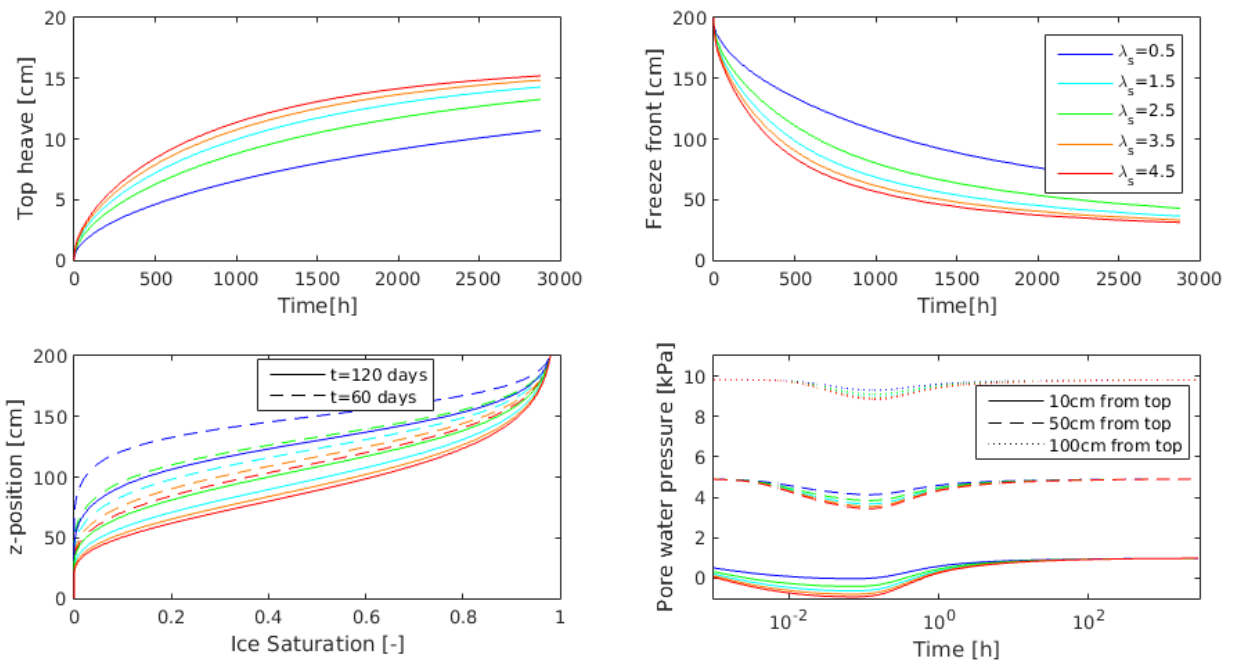 20
15
10
5
0
Top heave [cm]
0 500 1000 1500 2000 2500 3000
Time[h]
200
150
100
50
0
Freeze front [cm]
0 500 1000 1500 2000 2500 3000
Time[h]
λs=0.5
λs=1.5
λs=2.5
λs=3.5
λs=4.5
200
150
100
50
0
z-position [cm]
0 0.2 0.4 0.6 0.8 1
Ice Saturation [-]
t=120 days
t=60 days
10
8
6
4
2
0
Pore water pressure [kPa]
10-2 100 102
Time [h]
10cm from top
50cm from top
100cm from top